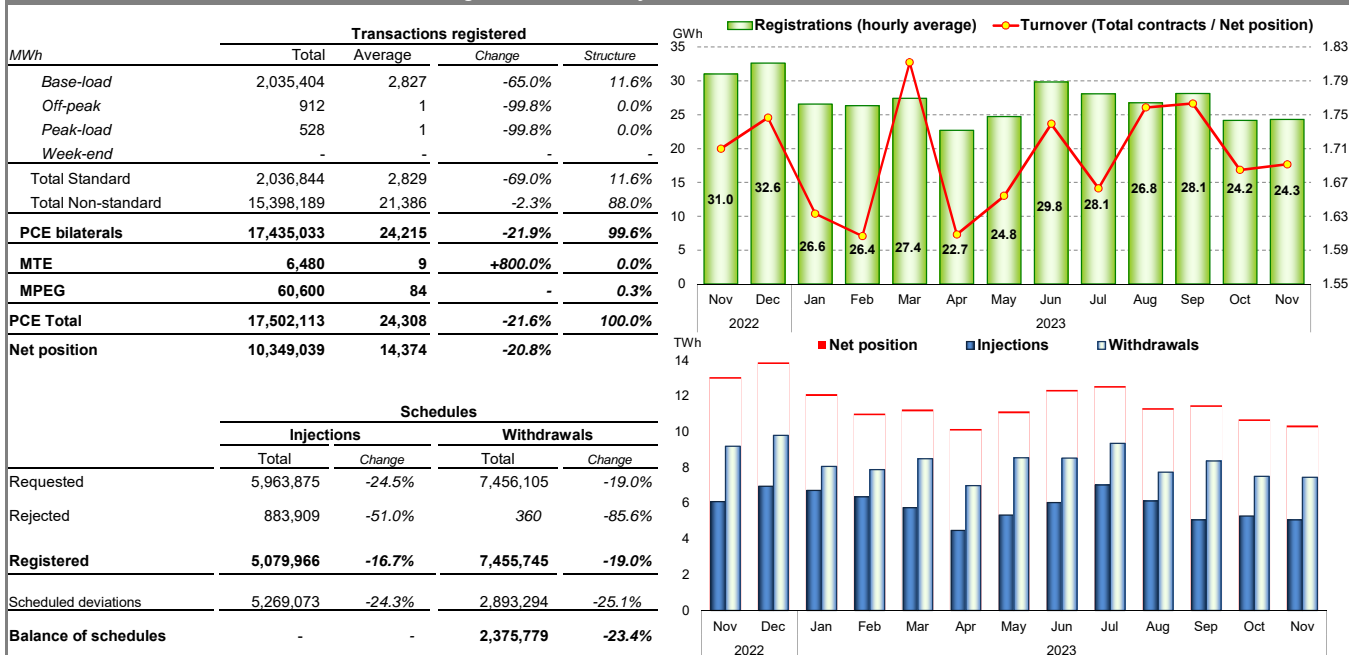 Transactions registered
MWh Total Average Change Structure
Base-load 2,035,404 2,827 -65.0% 11.6%
Off-peak 912 1 -99.8% 0.0%
Peak-load 528 1 -99.8% 0.0%
Week-end - - - -
Total Standard 2,036,844 2,829 -69.0% 11.6%
Total Non-standard 15,398,189 21,386 -2.3% 88.0%
PCE bilaterals 17,435,033 24,215 -21.9% 99.6%
MTE 6,480 9 +800.0% 0.0%
MPEG 60,600 84 - 0.3%
PCE Total 17,502,113 24,308 -21.6% 100.0%
Net position 10,349,039 14,374 -20.8%
Schedules
Injections Withdrawals
Total Change Total Change
Requested 5,963,875 -24.5% 7,456,105 -19.0%
Rejected 883,909 -51.0% 360 -85.6%
Registered 5,079,966 -16.7% 7,455,745 -19.0%
Scheduled deviations 5,269,073 -24.3% 2,893,294 -25.1%
Balance of schedules - - 2,375,779 -23.4%
Registrations (hourly average) Turnover (Total contracts / Net position)
GWh
35 1.83
30 1.79
25 1.75
20 1.71
15 1.67
10 1.63
5 1.59
0 1.55
31.0 32.6 26.6 26.4 27.4 22.7 24.8 29.8 28.1 26.8 28.1 24.2 24.3
Nov Dec Jan Feb Mar Apr May Jun Jul Aug Sep Oct Nov
2022 2023
TWh Net position Injections Withdrawals
14
12
10
8
6
4
2
0
Nov Dec Jan Feb Mar Apr May Jun Jul Aug Sep Oct Nov
2022 2023